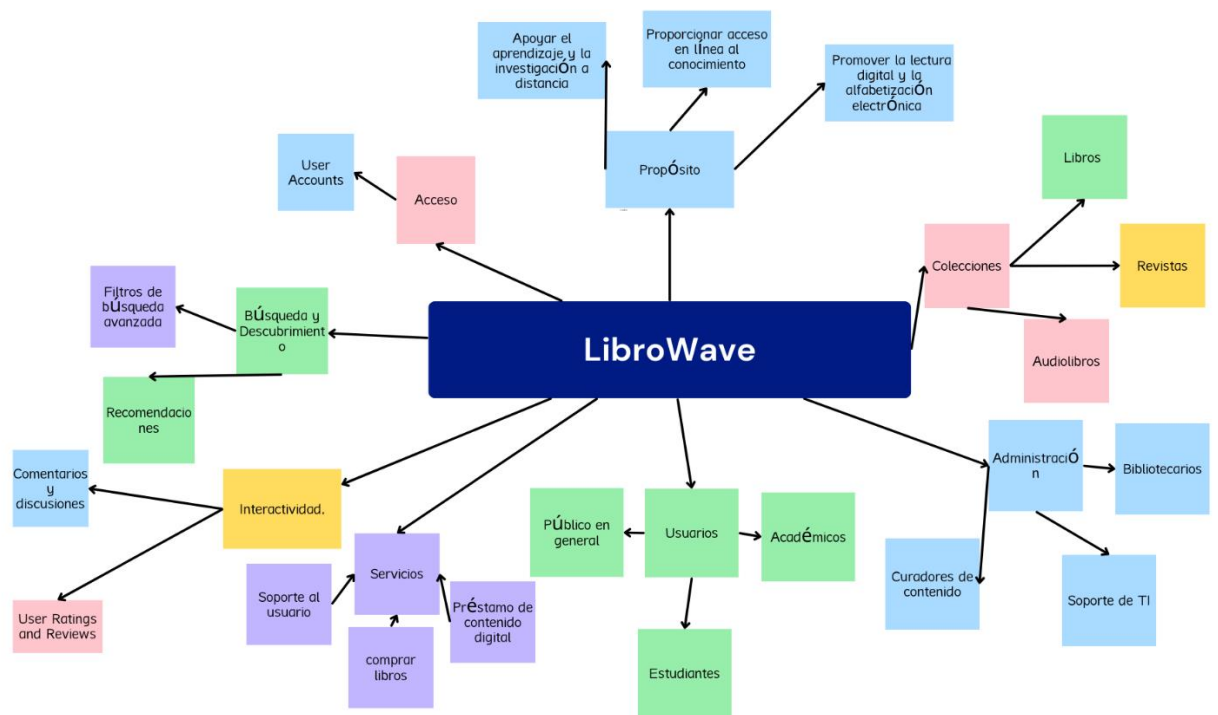 Apoyar el
aprendizaje y la
investigación a
distancia
Proporcionar acceso
en línea al
conocimiento
Promover la lectura
digital y la
alfabetización
electrónica
Propósito
User
Accounts
Acceso
Libros
Colecciones
Revistas
Audiolibros
Filtros de
búsqueda
avanzada
Búsqueda y
Descubrimient
o
Recomendacio
nes
LibroWave
Comentarios
y
discusiones
Interactividad.
User Ratings
and Reviews
Servicios
Soporte al
usuario
comprar
libros
Préstamo de
contenido
digital
Público en
general
Usuarios
Académicos
Estudiantes
Administració
n
Bibliotecarios
Curadores de
contenido
Soporte de TI